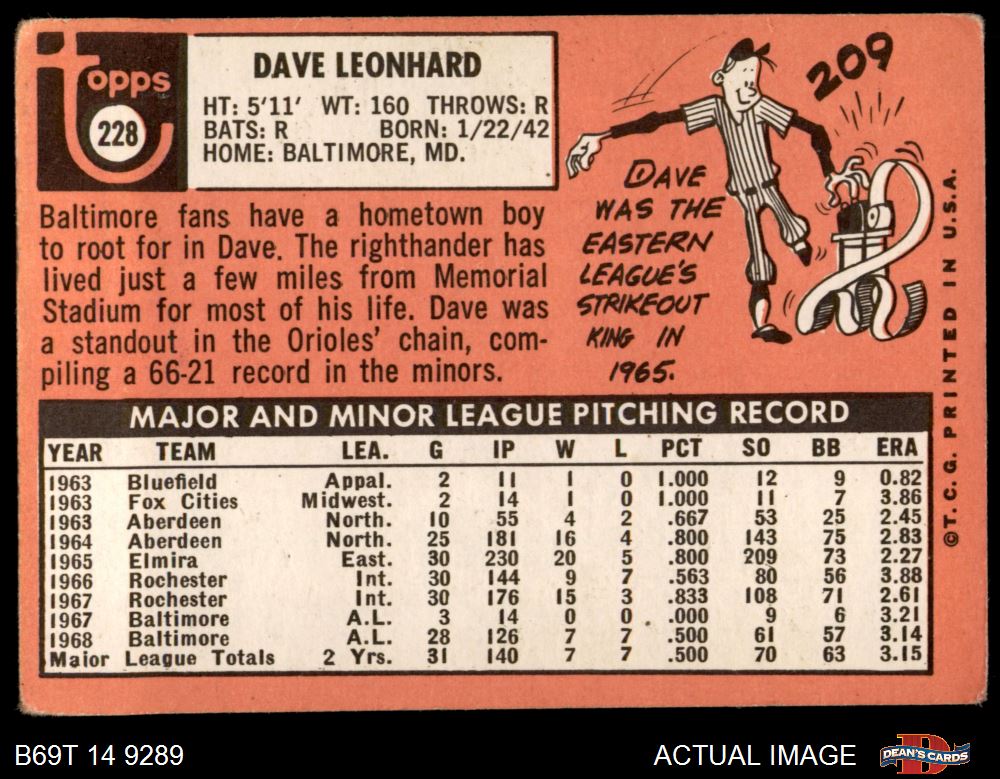 Topps
228
DAVE LEONHARD
HT: 5'11' WT: 160 THROWS: R
BATS: R BORN: 1/22/42
HOME: BALTIMORE, MD.
Baltimore fans have a hometown boy
to root for in Dave. The righthander has
lived just a few miles from Memorial
Stadium for most of his life. Dave was
a standout in the Orioles' chain, com-
piling a 66-21 record in the minors.
209
DAVE
WAS THE
EASTERN
LEAGUE'S
STRIKEOUT
KING IN
1965.
MAJOR AND MINOR LEAGUE PITCHING RECORD
YEAR TEAM LEA. G IP W L PCT SO BB ERA
1963 Bluefield Appal. 2 11 1 0 1.000 12 9 0.82
1963 Fox Cities Midwest. 2 14 1 0 1.000 11 7 3.86
1963 Aberdeen North. 10 55 4 2 .667 53 25 2.45
1964 Aberdeen North. 25 181 16 4 .800 143 75 2.83
1965 Elmira East. 30 230 20 5 .800 209 73 2.27
1966 Rochester Int. 30 144 9 7 .563 80 56 3.88
1967 Rochester Int. 30 176 15 3 .833 108 71 2.61
1967 Baltimore A.L. 3 14 0 0 .000 9 6 3.21
1968 Baltimore A.L. 28 126 7 7 .500 61 57 3.14
Major League Totals 2 Yrs. 31 140 7 7 .500 70 63 3.15
©T. C. G. PRINTED IN U.S.A.
B69T 14 9289
ACTUAL IMAGE
DEAN'S CARDS